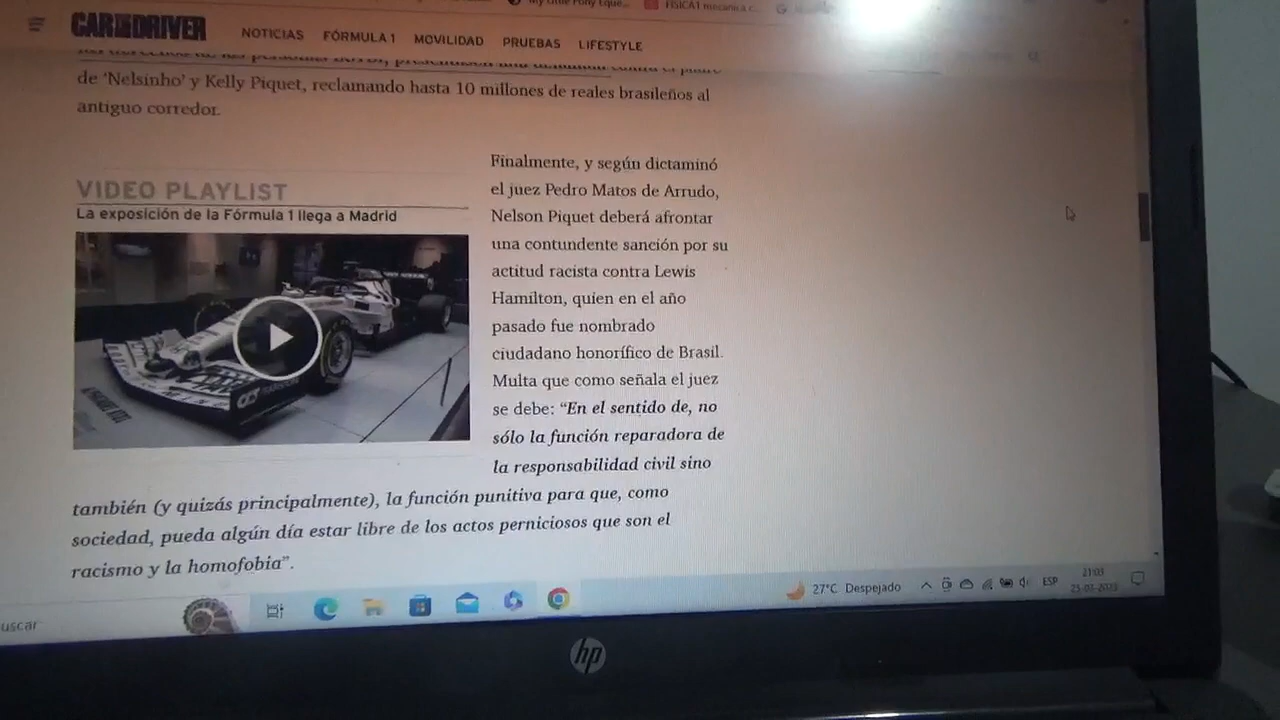 CAR AND DRIVER
NOTICIAS FÓRMULA 1 MOVILIDAD PRUEBAS LIFESTYLE
de ‘Nelsinho’ y Kelly Piquet, reclamando hasta 10 millones de reales brasileños al
antiguo corredor.
VIDEO PLAYLIST
La exposición de la Fórmula 1 llega a Madrid
Finalmente, y según dictaminó
el juez Pedro Matos de Arrudo,
Nelson Piquet deberá afrontar
una contundente sanción por su
actitud racista contra Lewis
Hamilton, quien en el año
pasado fue nombrado
ciudadano honorífico de Brasil.
Multa que como señala el juez
se debe: “En el sentido de, no
sólo la función reparadora de
la responsabilidad civil sino
también (y quizás principalmente), la función punitiva para que, como
sociedad, pueda algún día estar libre de los actos perniciosos que son el
racismo y la homofobia”.
uscar
27°C Despejado
ESP
21:03
hp